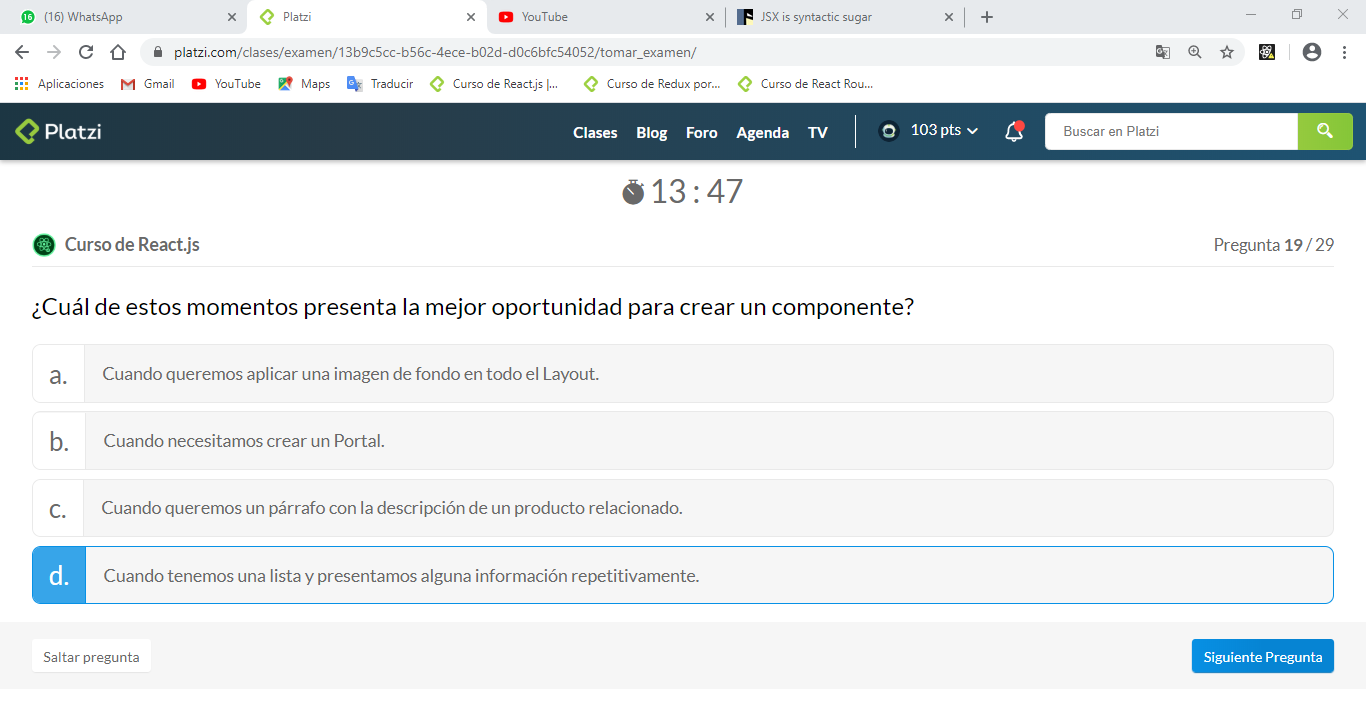 16 (16) WhatsApp
Platzi
YouTube
JSX is syntactic sugar
platzi.com/clases/examen/13b9c5cc-b56c-4ece-b02d-d0c6bfc54052/tomar_examen/
Aplicaciones
Gmail
YouTube
Maps
Traducir
Curso de React.js |...
Curso de Redux por...
Curso de React Rou...
Platzi
Clases
Blog
Foro
Agenda
TV
103 pts
Buscar en Platzi
13 : 47
Curso de React.js
Pregunta 19 / 29
¿Cuál de estos momentos presenta la mejor oportunidad para crear un componente?
a. Cuando queremos aplicar una imagen de fondo en todo el Layout.
b. Cuando necesitamos crear un Portal.
c. Cuando queremos un párrafo con la descripción de un producto relacionado.
d. Cuando tenemos una lista y presentamos alguna información repetitivamente.
Saltar pregunta
Siguiente Pregunta